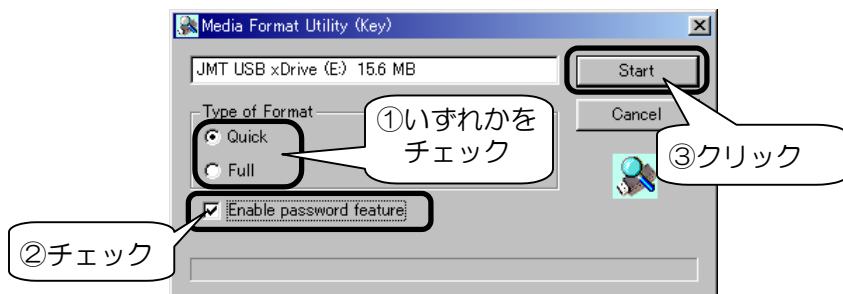 Media Format Utility (Key)
JMT USB xDrive (E:) 15.6 MB
Start
Type of Format
Cancel
Quick
Full
①いずれかを
チェック
③クリック
Enable password feature
②チェック